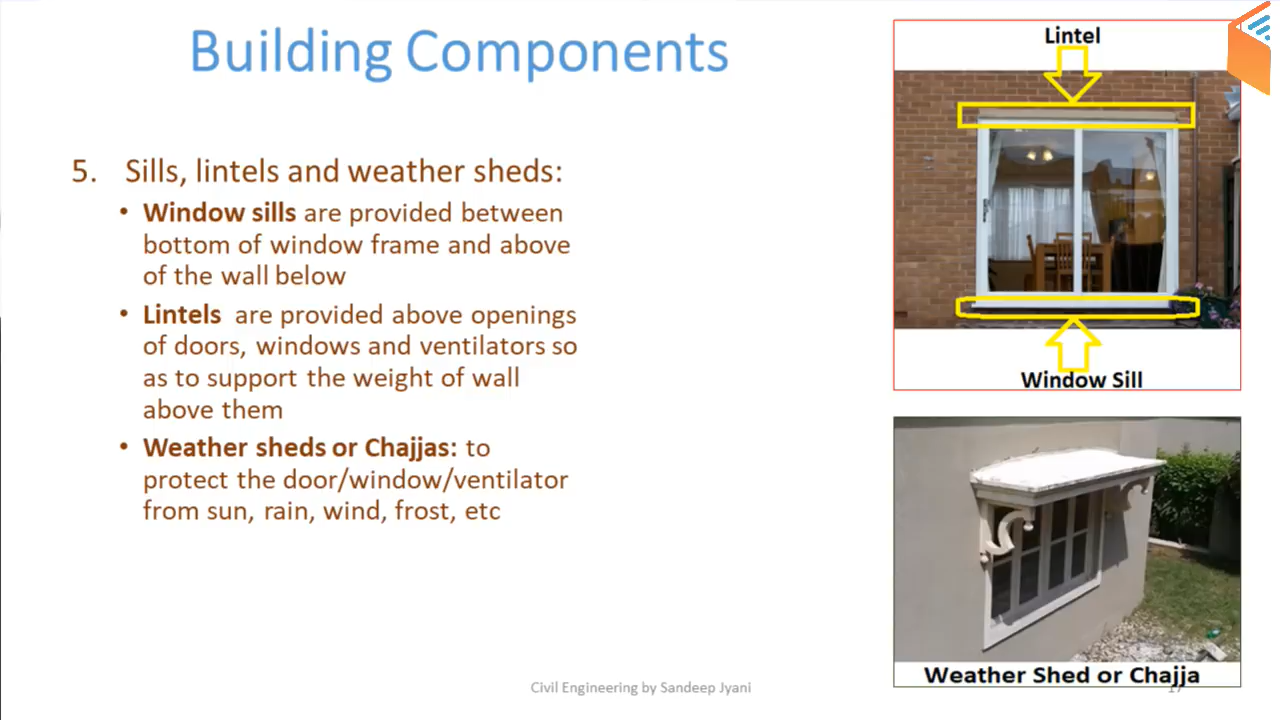 Building Components
5. Sills, lintels and weather sheds:
• Window sills are provided between
bottom of window frame and above
of the wall below
• Lintels are provided above openings
of doors, windows and ventilators so
as to support the weight of wall
above them
• Weather sheds or Chajjas: to
protect the door/window/ventilator
from sun, rain, wind, frost, etc
Lintel
Window Sill
Weather Shed or Chajja
Civil Engineering by Sandeep Jyani
17